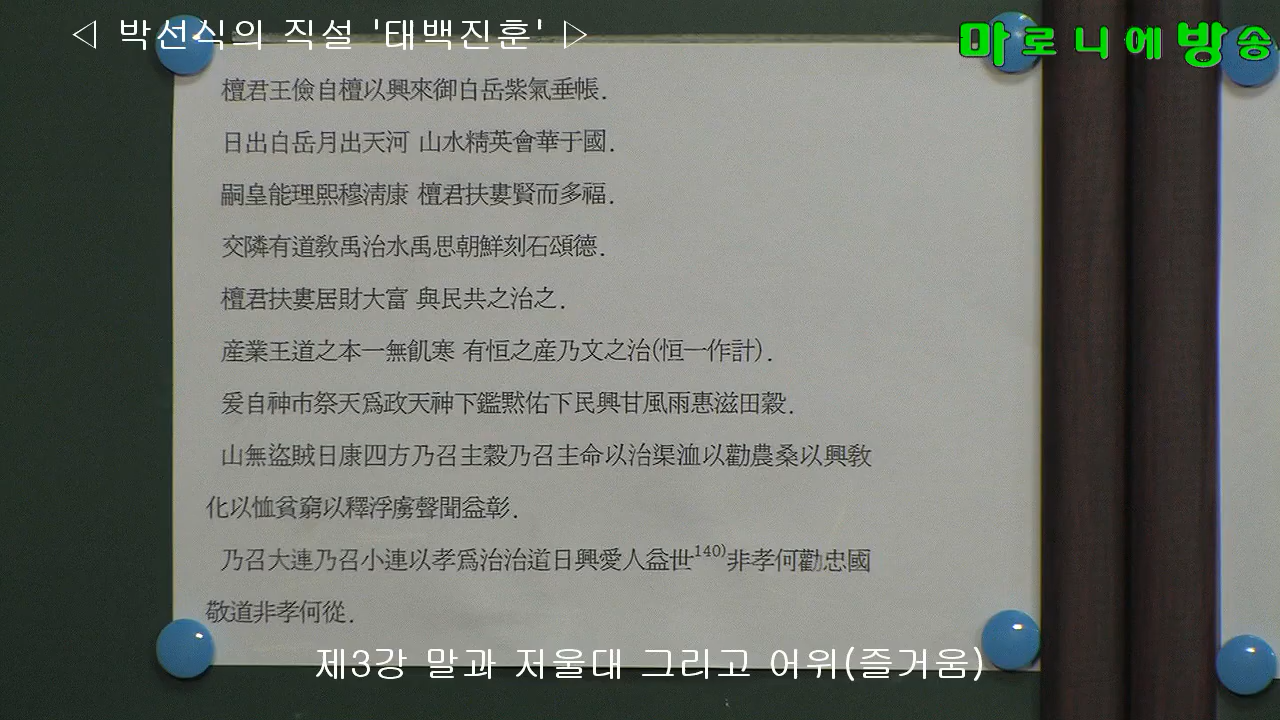 ◁ 박선식의 직설 '태백진훈' ▷
마로니에방송
檀君王儉自檀以興來御白岳紫氣垂帳.
日出白岳月出天河 山水精英會華于國.
嗣皇能理熙穆淸康 檀君扶婁賢而多福.
交隣有道敎禹治水禹思朝鮮刻石頌德.
檀君扶婁居財大富 與民共之治之.
産業王道之本一無飢寒 有恒之産乃文之治(恒一作計).
爰自神市祭天爲政天神下鑑黙佑下民興甘風雨惠滋田穀.
山無盜賊日康四方乃召主穀乃召主命以治渠洫以勸農桑以興敎
化以恤貧窮以釋浮虜聲聞益彰.
乃召大連乃召小連以孝爲治治道日興愛人益世140)非孝何勸忠國
敬道非孝何從.
제3강 말과 저울대 그리고 어위(즐거움)